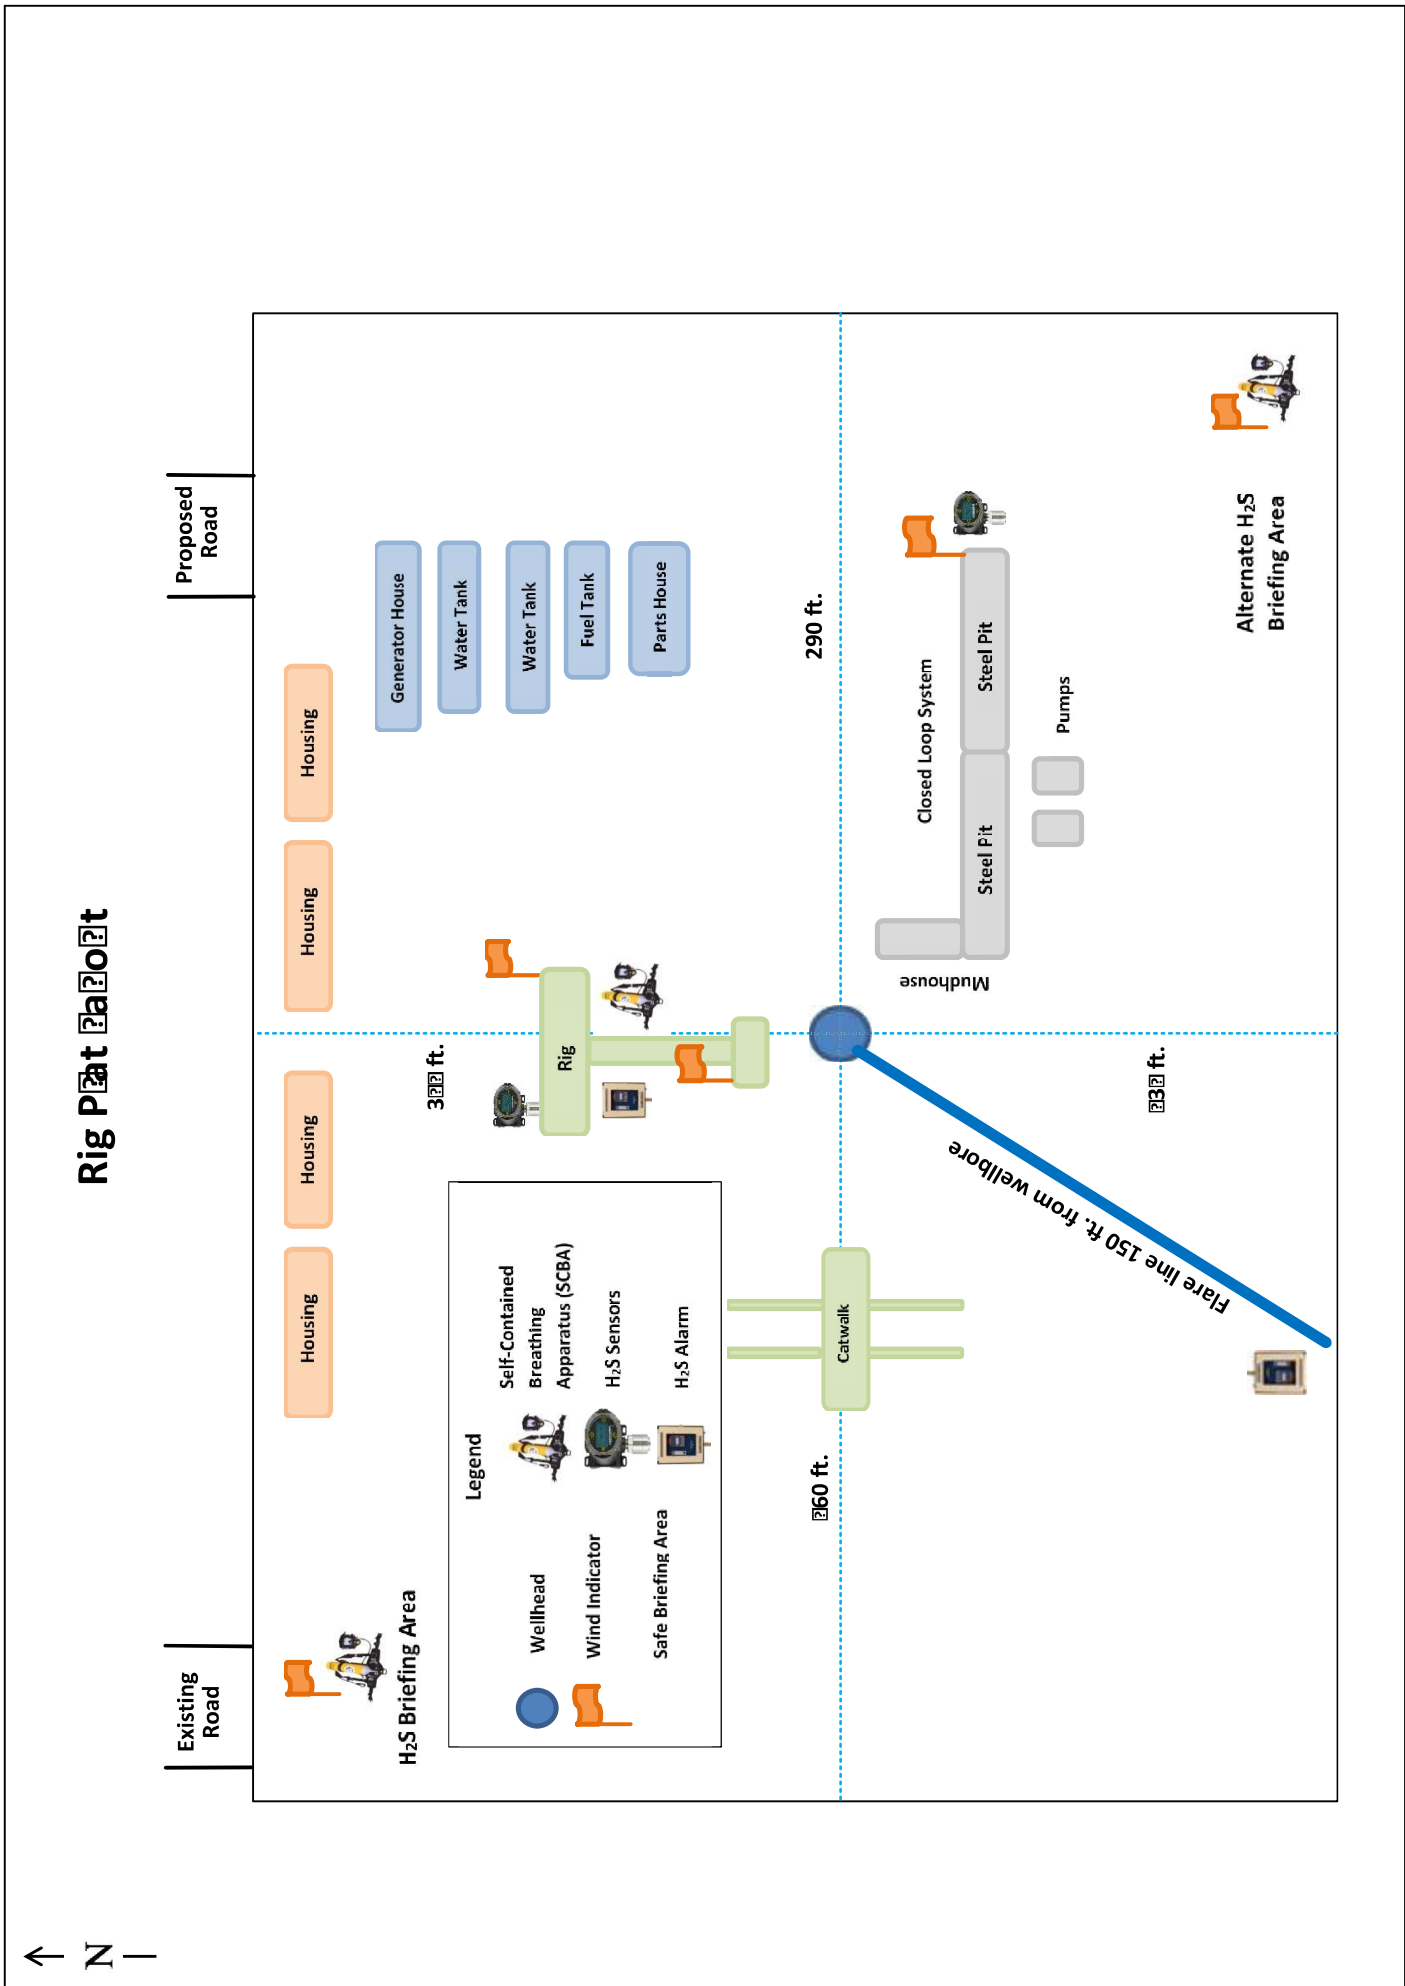 N
Rig
Existing
Road
Proposed
Road
Housing
Housing
Housing
Housing
H₂S Briefing Area
Generator House
Water Tank
Water Tank
Fuel Tank
Parts House
ft.
Rig
Legend
Wellhead
Wind Indicator
Safe Briefing Area
Self-Contained
Breathing
Apparatus (SCBA)
H₂S Sensors
H₂S Alarm
ft.
290 ft.
Catwalk
Mudhouse
Closed Loop System
Steel Pit
Steel Pit
Pumps
Flare line 150 ft. from wellbore
ft.
Alternate H₂S
Briefing Area